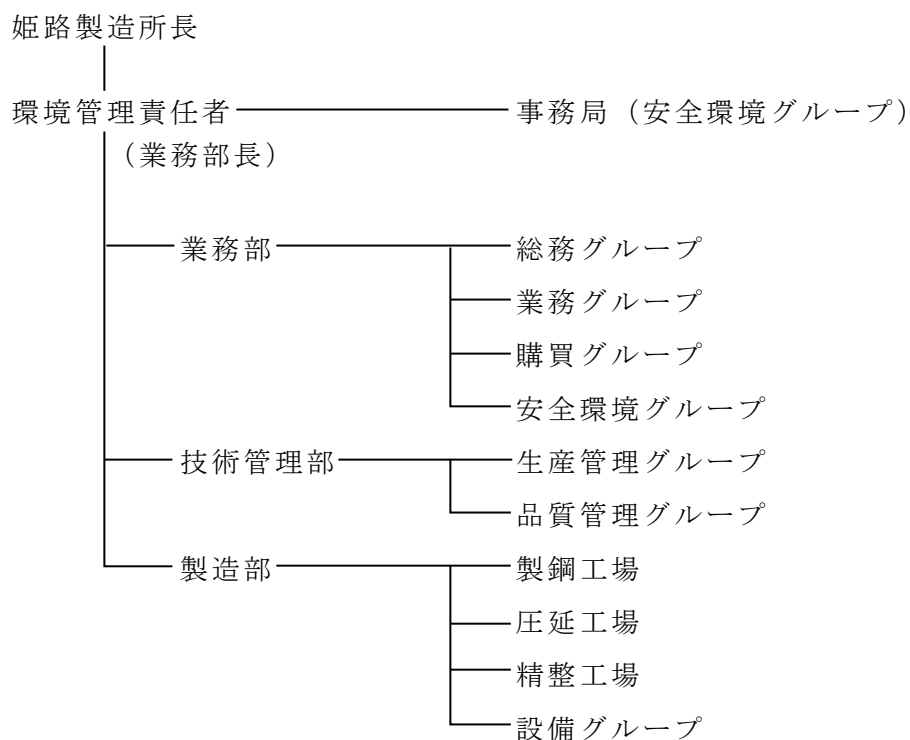 姫路製造所長
環境管理責任者 事務局（安全環境グループ）
（業務部長）
業務部 総務グループ
業務グループ
購買グループ
安全環境グループ
技術管理部 生産管理グループ
品質管理グループ
製造部 製鋼工場
圧延工場
精整工場
設備グループ